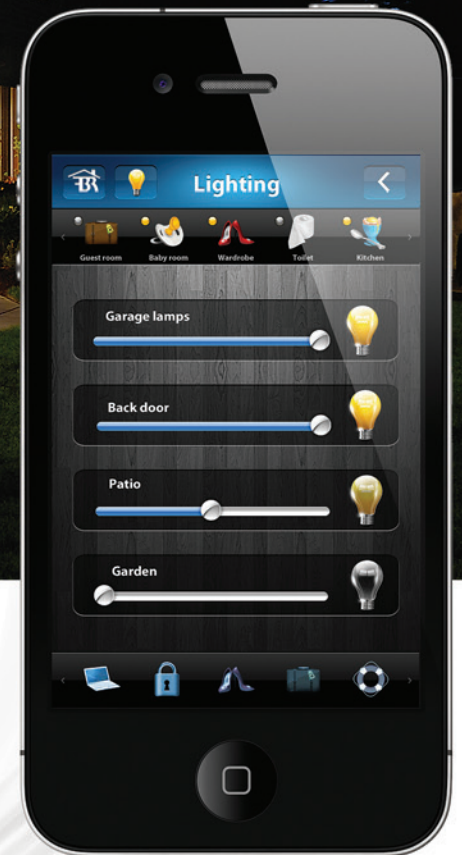 Lighting
Guest room Baby room Wardrobe Toilet Kitchen
Garage lamps
Back door
Patio
Garden